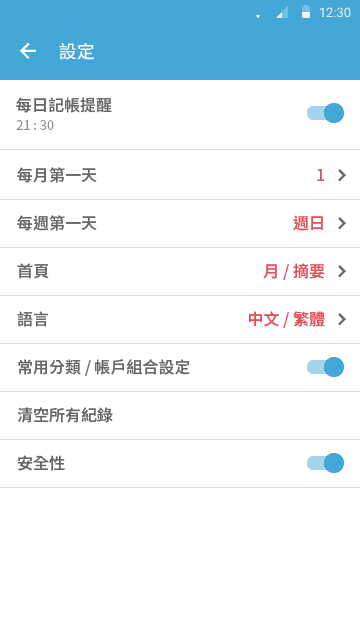 12:30
設定
每日記帳提醒
21 : 30
每月第一天 1
每週第一天 週日
首頁 月 / 摘要
語言 中文 / 繁體
常用分類 / 帳戶組合設定
清空所有紀錄
安全性